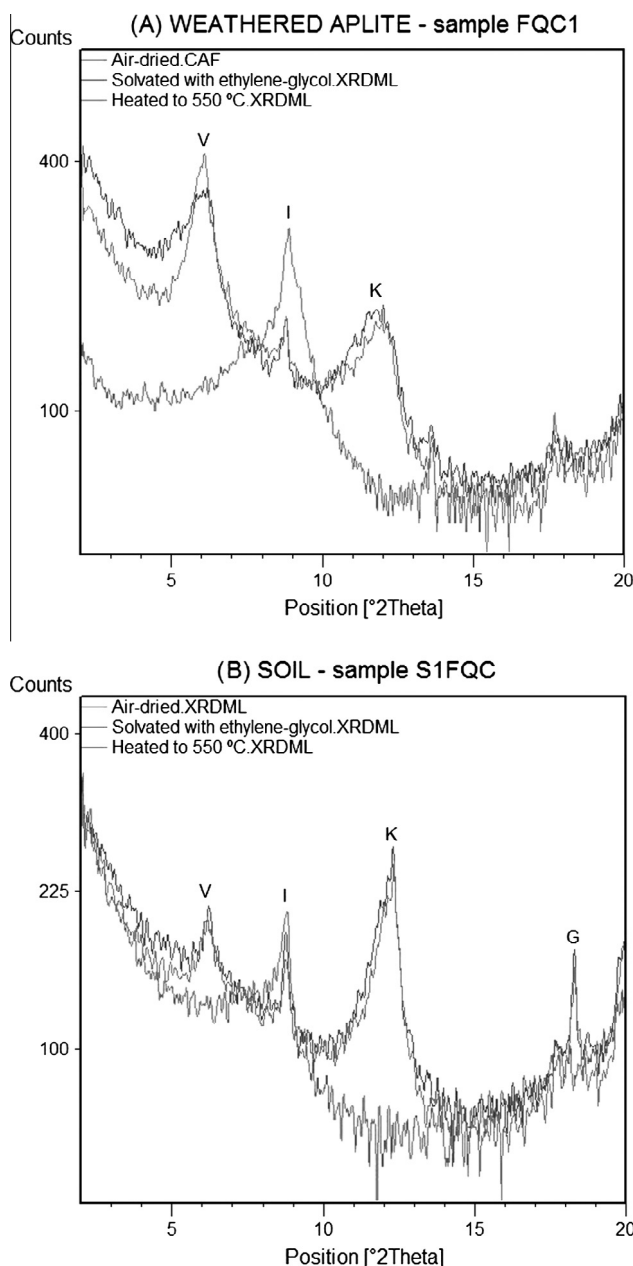 (A) WEATHERED APLITE - sample FQC1
Counts
Air-dried.CAF
Solvated with ethylene-glycol.XRDML
Heated to 550 ºC.XRDML
400
V
I
K
100
5 10 15 20
Position [°2Theta]
(B) SOIL - sample S1FQC
Counts
Air-dried.XRDML
Solvated with ethylene-glycol.XRDML
Heated to 550 ºC.XRDML
400
K
225
V
I
G
100
5 10 15 20
Position [°2Theta]